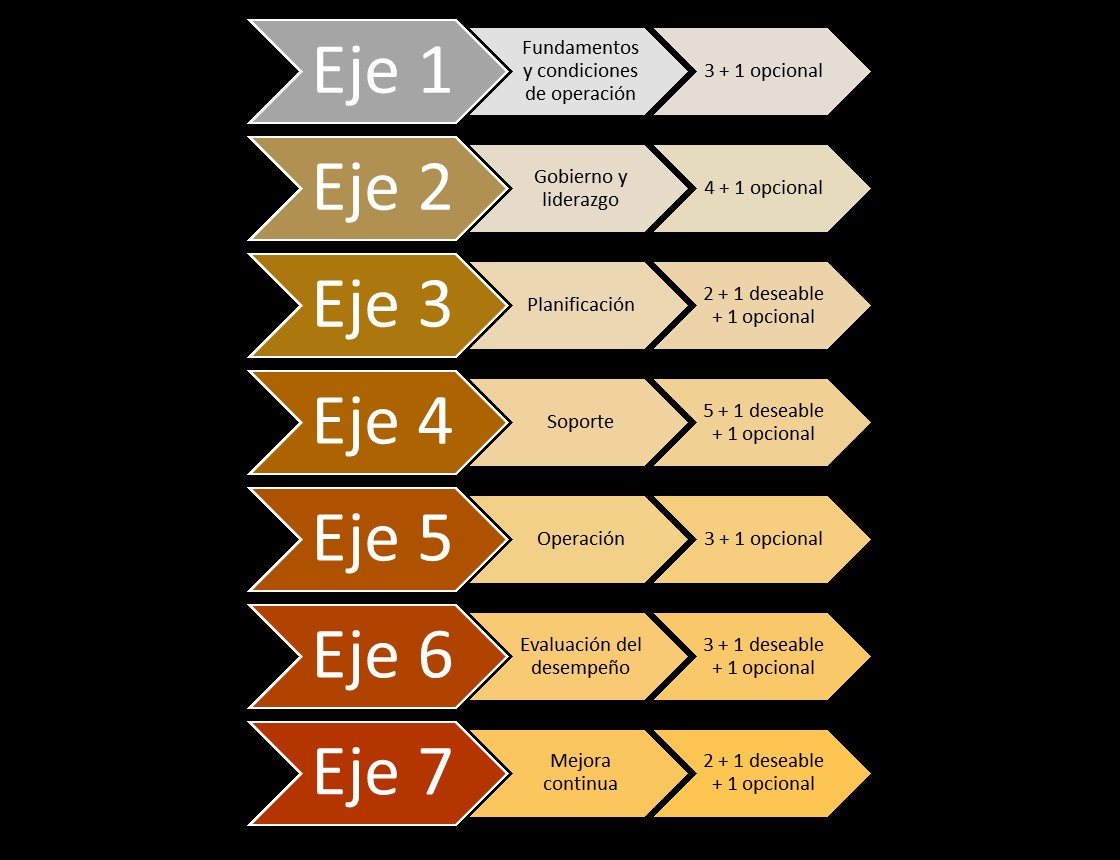 Eje 1
Fundamentos
y condiciones
de operación
3 + 1 opcional
Eje 2
Gobierno y
liderazgo
4 + 1 opcional
Eje 3
Planificación
2 + 1 deseable
+ 1 opcional
Eje 4
Soporte
5 + 1 deseable
+ 1 opcional
Eje 5
Operación
3 + 1 opcional
Eje 6
Evaluación del
desempeño
3 + 1 deseable
+ 1 opcional
Eje 7
Mejora
continua
2 + 1 deseable
+ 1 opcional